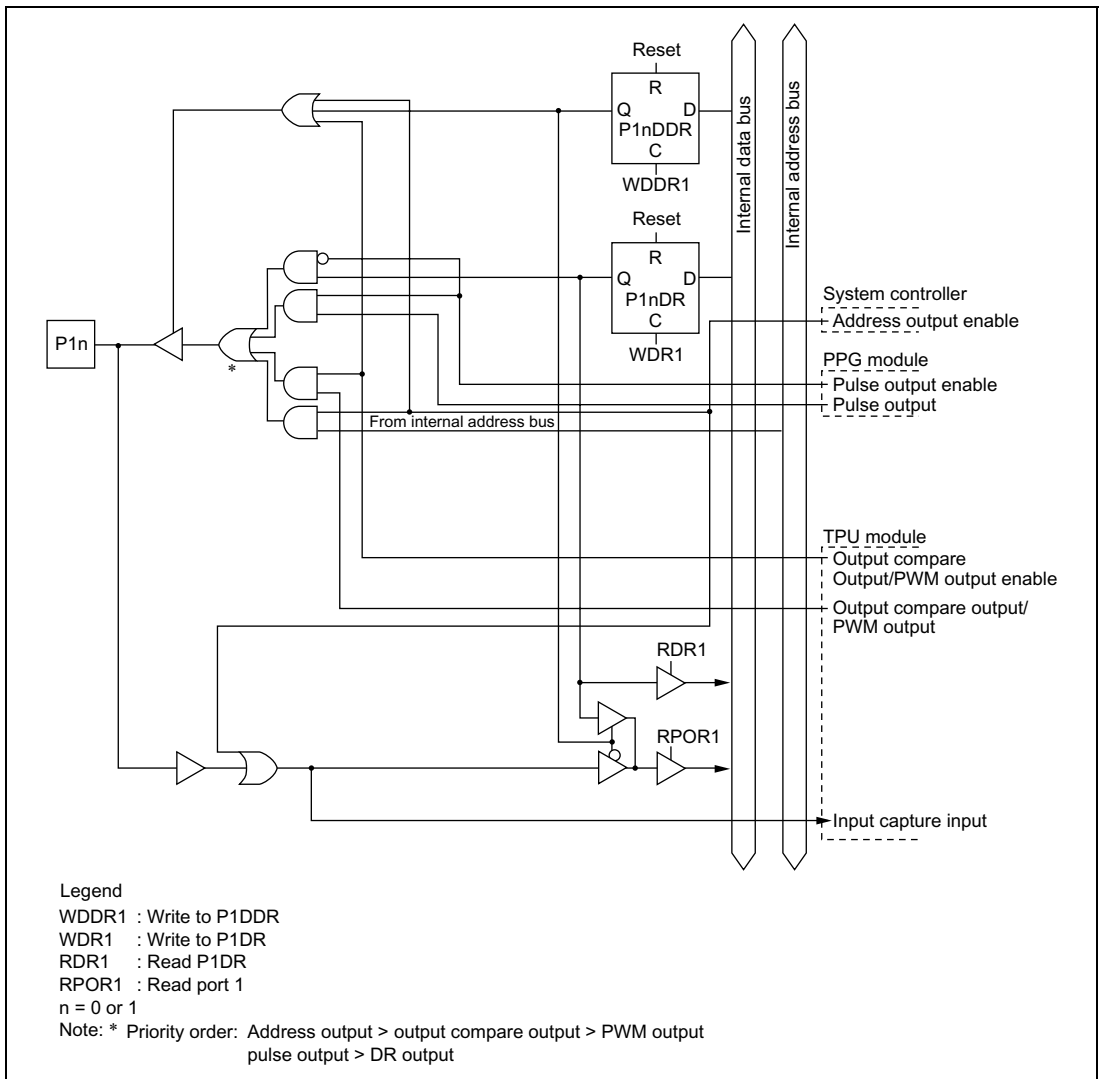 Reset
R
Q D
P1nDDR
C
WDDR1
Reset
R
Q D
P1nDR
C
WDR1
Internal data bus
Internal address bus
System controller
Address output enable
PPG module
Pulse output enable
Pulse output
P1n
*
From internal address bus
TPU module
Output compare
Output/PWM output enable
Output compare output/
PWM output
RDR1
RPOR1
Input capture input
Legend
WDDR1 : Write to P1DDR
WDR1 : Write to P1DR
RDR1 : Read P1DR
RPOR1 : Read port 1
n = 0 or 1
Note: * Priority order: Address output > output compare output > PWM output
pulse output > DR output